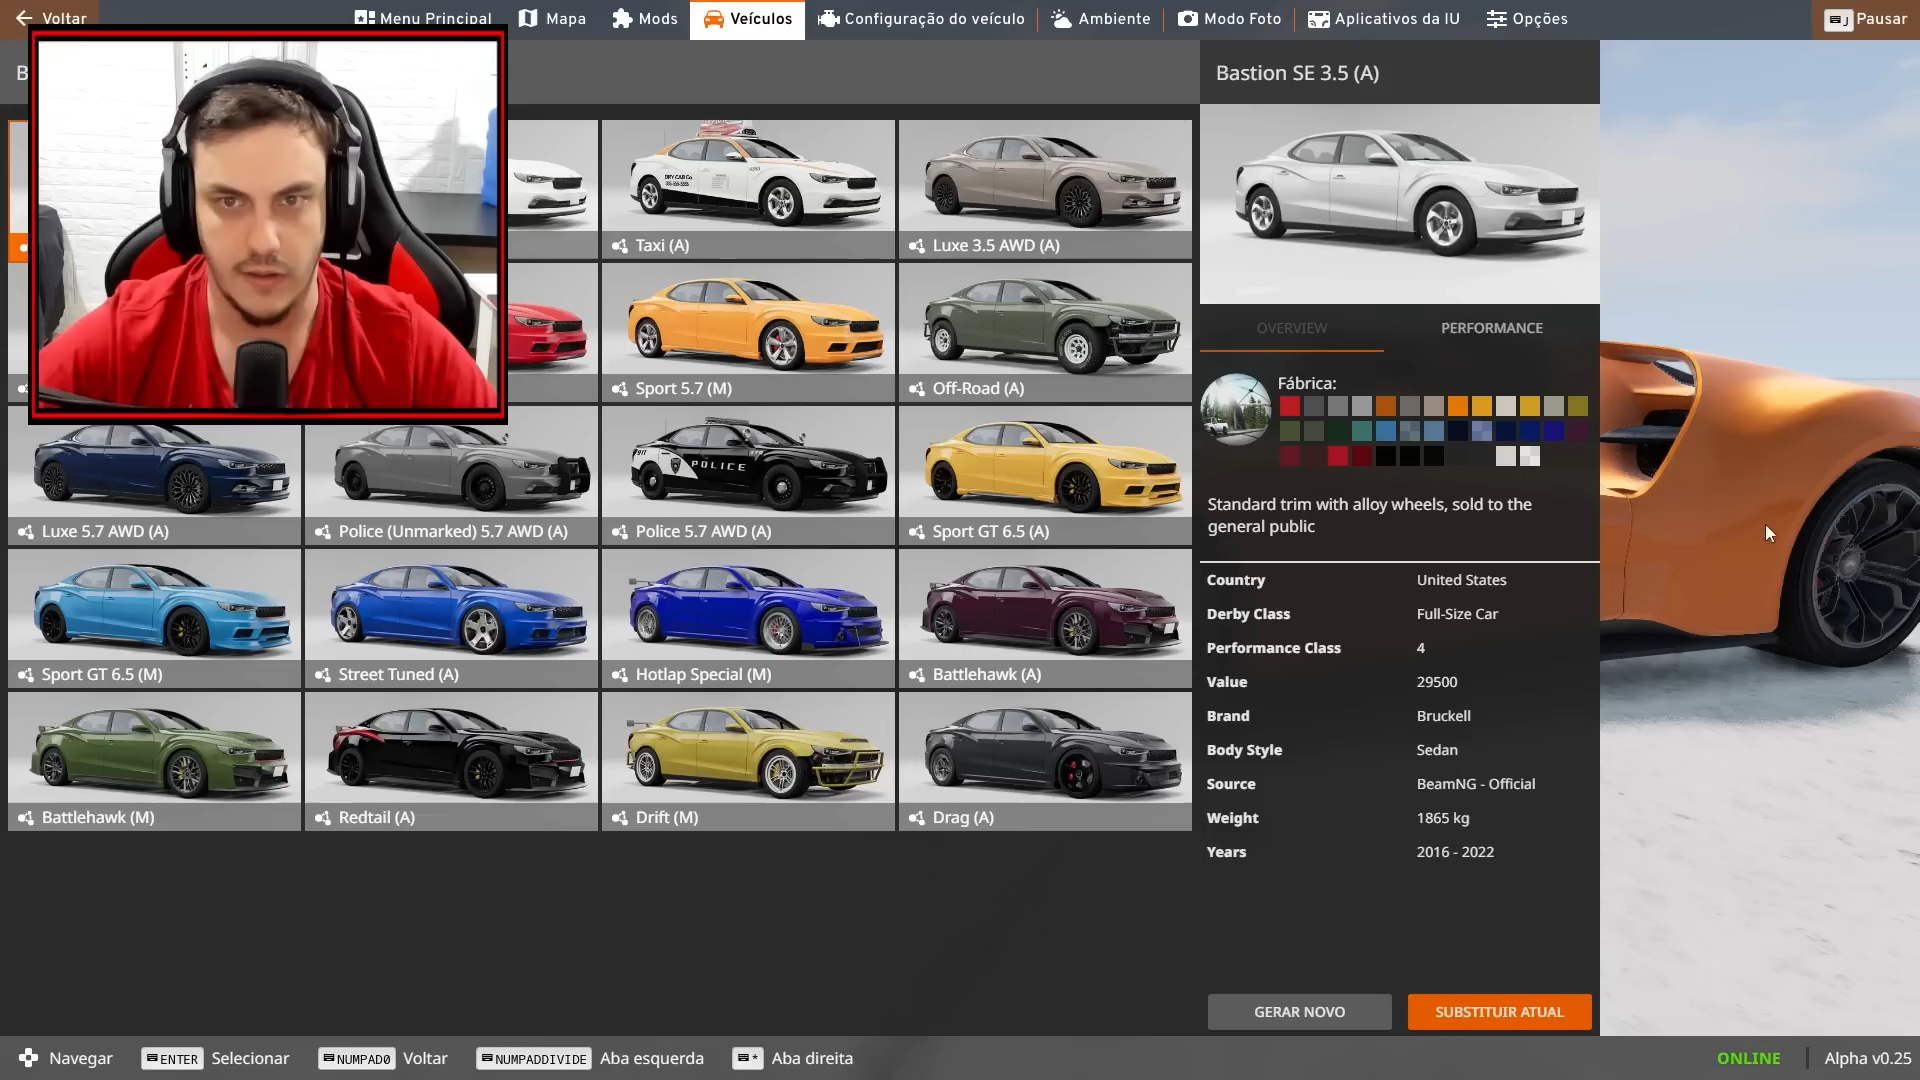 Voltar
Menu Principal
Mapa
Mods
Veículos
Configuração do veículo
Ambiente
Modo Foto
Aplicativos da IU
Opções
J
Pausar
B
Bastion SE 3.5 (A)
Taxi (A)
Luxe 3.5 AWD (A)
Sport 5.7 (M)
Off-Road (A)
Luxe 5.7 AWD (A)
Police (Unmarked) 5.7 AWD (A)
911
POLICE
Police 5.7 AWD (A)
Sport GT 6.5 (A)
Sport GT 6.5 (M)
Street Tuned (A)
Hotlap Special (M)
Battlehawk (A)
Battlehawk (M)
Redtail (A)
Drift (M)
Drag (A)
OVERVIEW
PERFORMANCE
Fábrica:
Standard trim with alloy wheels, sold to the
general public
Country United States
Derby Class Full-Size Car
Performance Class 4
Value 29500
Brand Bruckell
Body Style Sedan
Source BeamNG - Official
Weight 1865 kg
Years 2016 - 2022
GERAR NOVO
SUBSTITUIR ATUAL
Navegar
ENTER Selecionar
NUMPAD0 Voltar
NUMPADDIVIDE Aba esquerda
* Aba direita
ONLINE
Alpha v0.25